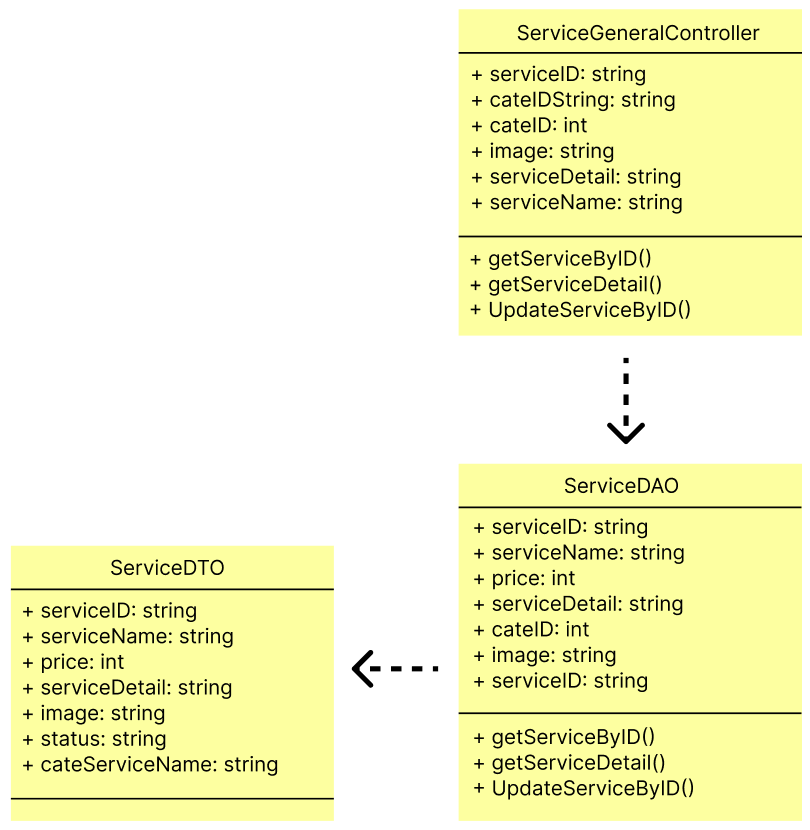 ServiceGeneralController
+ serviceID: string
+ cateIDString: string
+ cateID: int
+ image: string
+ serviceDetail: string
+ serviceName: string
+ getServiceByID()
+ getServiceDetail()
+ UpdateServiceByID()
ServiceDAO
+ serviceID: string
+ serviceName: string
+ price: int
+ serviceDetail: string
+ cateID: int
+ image: string
+ serviceID: string
+ getServiceByID()
+ getServiceDetail()
+ UpdateServiceByID()
ServiceDTO
+ serviceID: string
+ serviceName: string
+ price: int
+ serviceDetail: string
+ image: string
+ status: string
+ cateServiceName: string